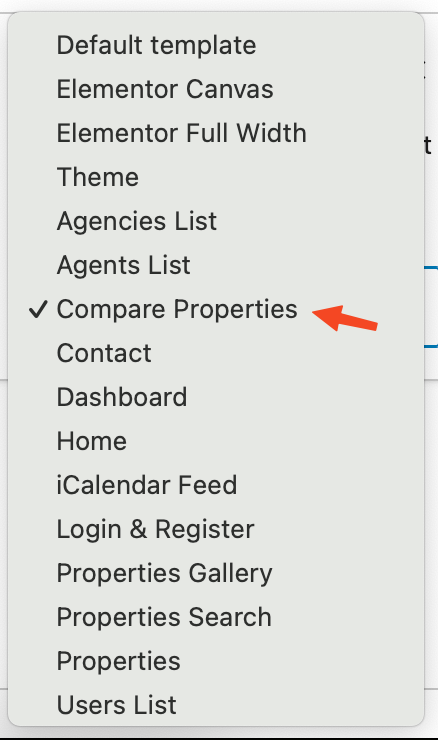 Default template
Elementor Canvas
Elementor Full Width
Theme
Agencies List
Agents List
✓ Compare Properties
Contact
Dashboard
Home
iCalendar Feed
Login & Register
Properties Gallery
Properties Search
Properties
Users List